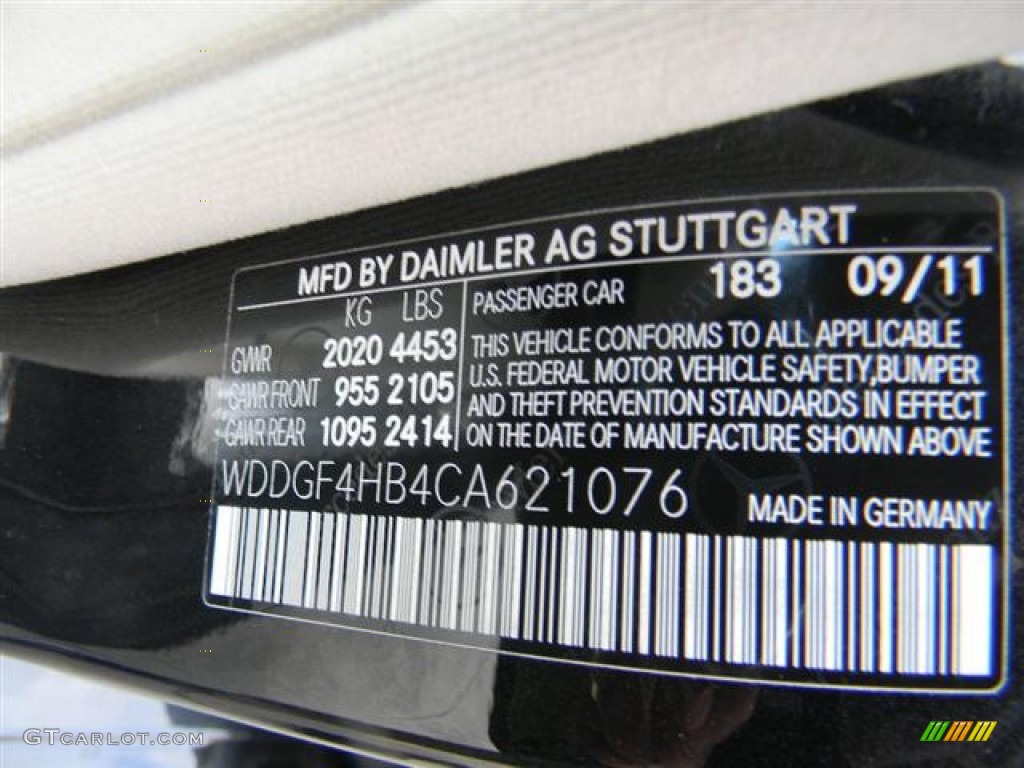 MFD BY DAIMLER AG STUTTGART
KG LBS
GVWR 2020 4453
GAWR FRONT 955 2105
GAWR REAR 1095 2414
PASSENGER CAR 183 09/11
THIS VEHICLE CONFORMS TO ALL APPLICABLE
U.S. FEDERAL MOTOR VEHICLE SAFETY,BUMPER
AND THEFT PREVENTION STANDARDS IN EFFECT
ON THE DATE OF MANUFACTURE SHOWN ABOVE
WDDGF4HB4CA621076
MADE IN GERMANY
GTCARLOT.COM